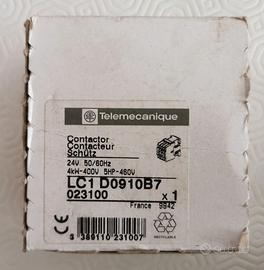 Telemecanique
Contactor
Contacteur
Schütz
24V 50/60Hz
4kW-400V 5HP-460V
LC1 D0910B7
023100
x 1
France 9942
3 389110 231007